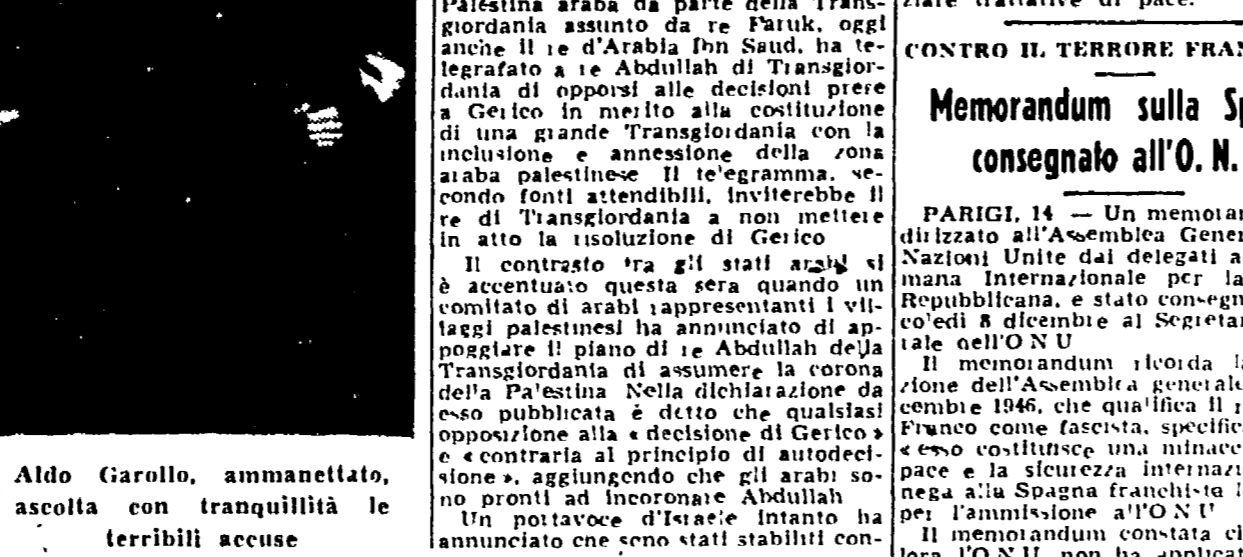 Aldo Garollo, ammanettato,
ascolta con tranquillità le
terribili accuse
Palestina araba da parte della Trans-
giordania assunto da re Faruk, oggi
anche il re d'Arabia Ibn Saud, ha te-
legrafato a re Abdullah di Transgior-
dania di opporsi alle decisioni prese
a Gerico in merito alla costituzione
di una grande Transgiordania con la
inclusione e annessione della zona
araba palestinese Il te'egramma, se-
condo fonti attendibili, inviterebbe il
re di Transgiordania a non mettere
in atto la risoluzione di Gerico
Il contrasto tra gli stati arabi si
è accentuato questa sera quando un
comitato di arabi rappresentanti i vil-
laggi palestinesi ha annunciato di ap-
poggiare il piano di re Abdullah della
Transgiordania di assumere la corona
del'a Pa'estina Nella dichiarazione da
esso pubblicata è detto che qualsiasi
opposizione alla « decisione di Gerico »
e « contraria al principio di autodeci-
sione », aggiungendo che gli arabi so-
no pronti ad incoronare Abdullah
Un portavoce d'Israele intanto ha
annunciato che sono stati stabiliti con-
ziare trattative di pace.
CONTRO IL TERRORE FRAN
Memorandum sulla Sp
consegnato all'O. N.
PARIGI, 14 — Un memoran
dirizzato all'Assemblea Gener
Nazioni Unite dai delegati a
mana Internazionale per la
Repubblicana, e stato consegn
co'edi 8 dicembre al Segretar
rale dell'O N U
Il memorandum ricorda l
zione dell'Assemblea generale
cembre 1946, che qua'ifica il r
Franco come fascista, specific
« esso costituisce una minacc
pace e la sicurezza internazi
nega alla Spagna franchista l
per l'ammissione a'l'O N U
Il memorandum constata c
lora l'O N U non ha applicat